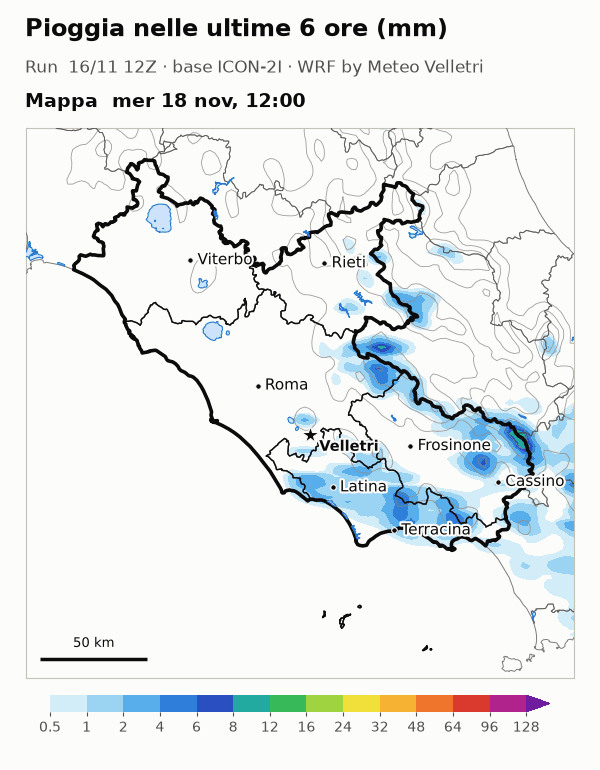 Pioggia nelle ultime 6 ore (mm)
Run  16/11 12Z · base ICON-2I · WRF by Meteo Velletri
Mappa  mer 18 nov, 12:00
Viterbo
Rieti
Roma
Velletri
Frosinone
Cassino
Latina
Terracina
50 km
0.5 1 2 4 6 8 12 16 24 32 48 64 96 128